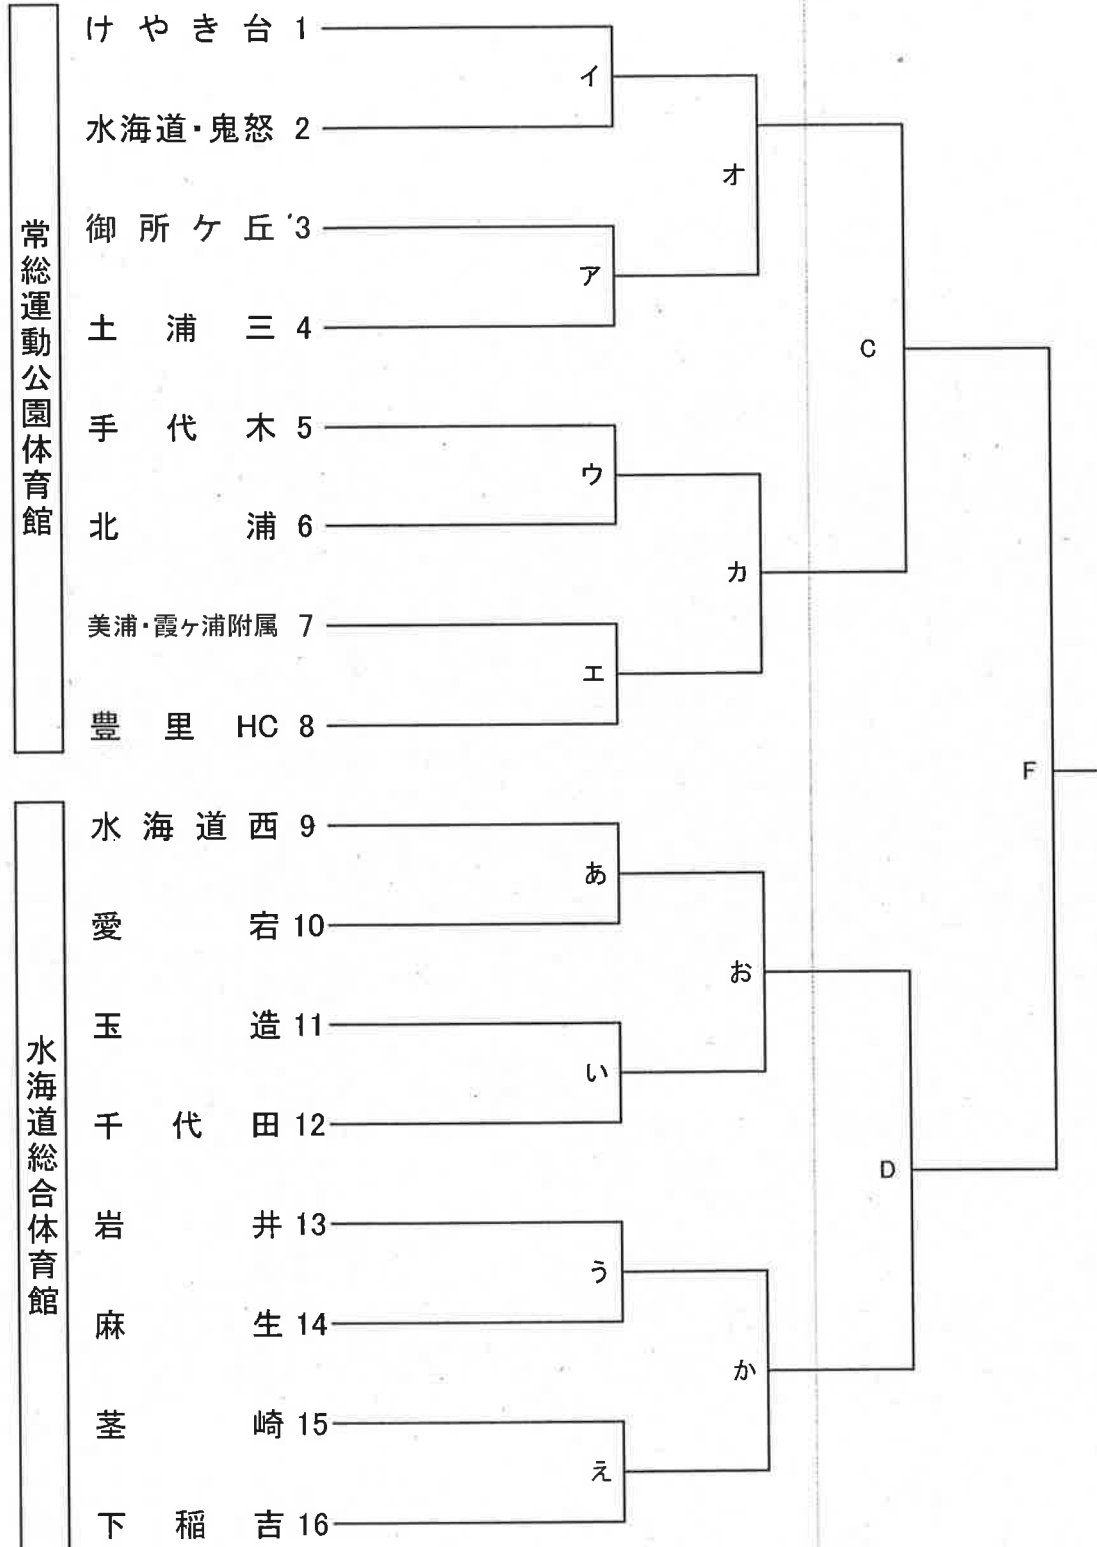 常総運動公園体育館
けやき台 1
イ
水海道・鬼怒 2
オ
御所ケ丘 3
ア
土浦三 4
C
手代木 5
ウ
北浦 6
カ
美浦・霞ヶ浦附属 7
エ
豊里HC 8
F
水海道総合体育館
水海道西 9
あ
愛宕 10
お
玉造 11
い
千代田 12
D
岩井 13
う
麻生 14
か
茎崎 15
え
下稲吉 16